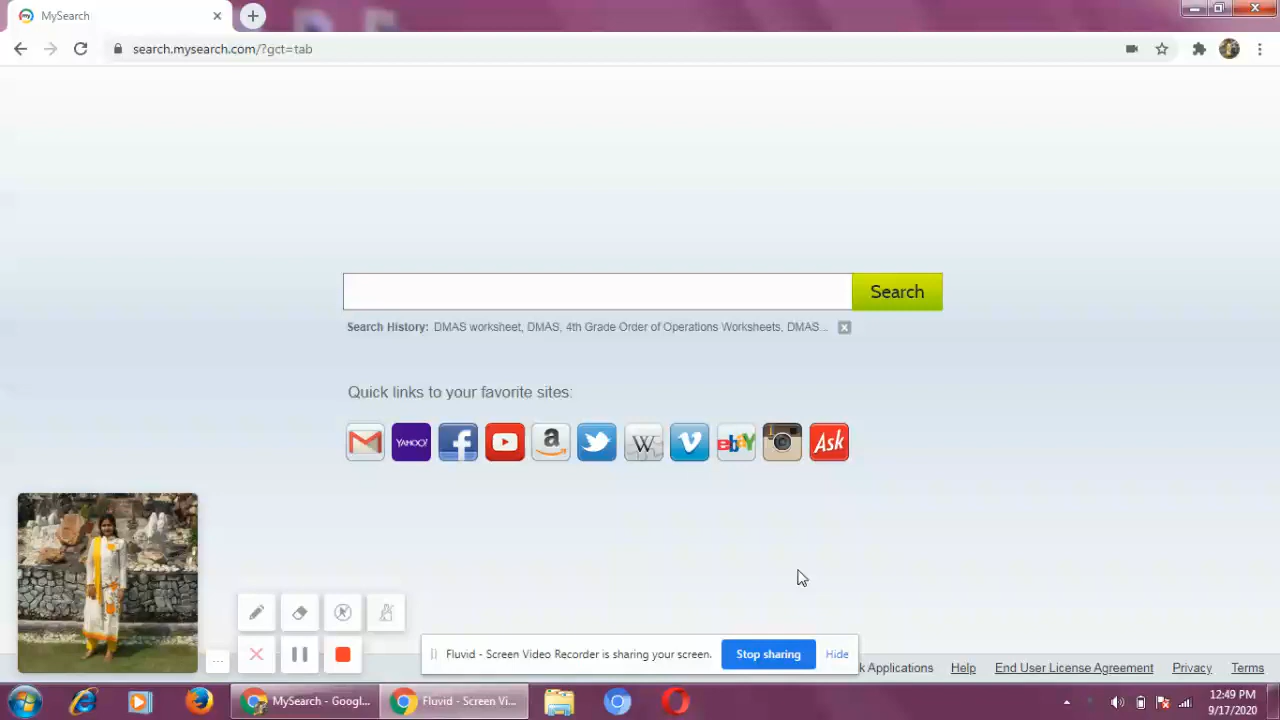 MySearch
search.mysearch.com/?gct=tab
Search
Search History: DMAS worksheet, DMAS, 4th Grade Order of Operations Worksheets, DMAS...
Quick links to your favorite sites:
YAHOO!
f
a
W
v
ebay
Ask
...
Fluvid - Screen Video Recorder is sharing your screen.
Stop sharing
Hide
k Applications
Help
End User License Agreement
Privacy
Terms
MySearch - Googl...
Fluvid - Screen Vi...
12:49 PM
9/17/2020